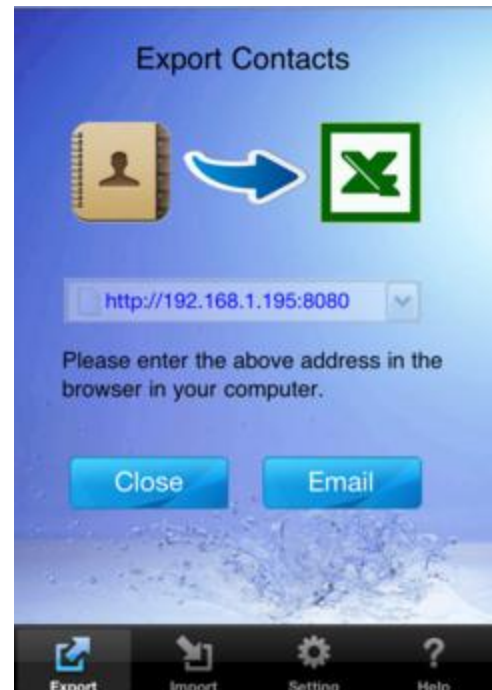 Export Contacts
http://192.168.1.195:8080
Please enter the above address in the
browser in your computer.
Close
Email
Export
Import
Setting
Help